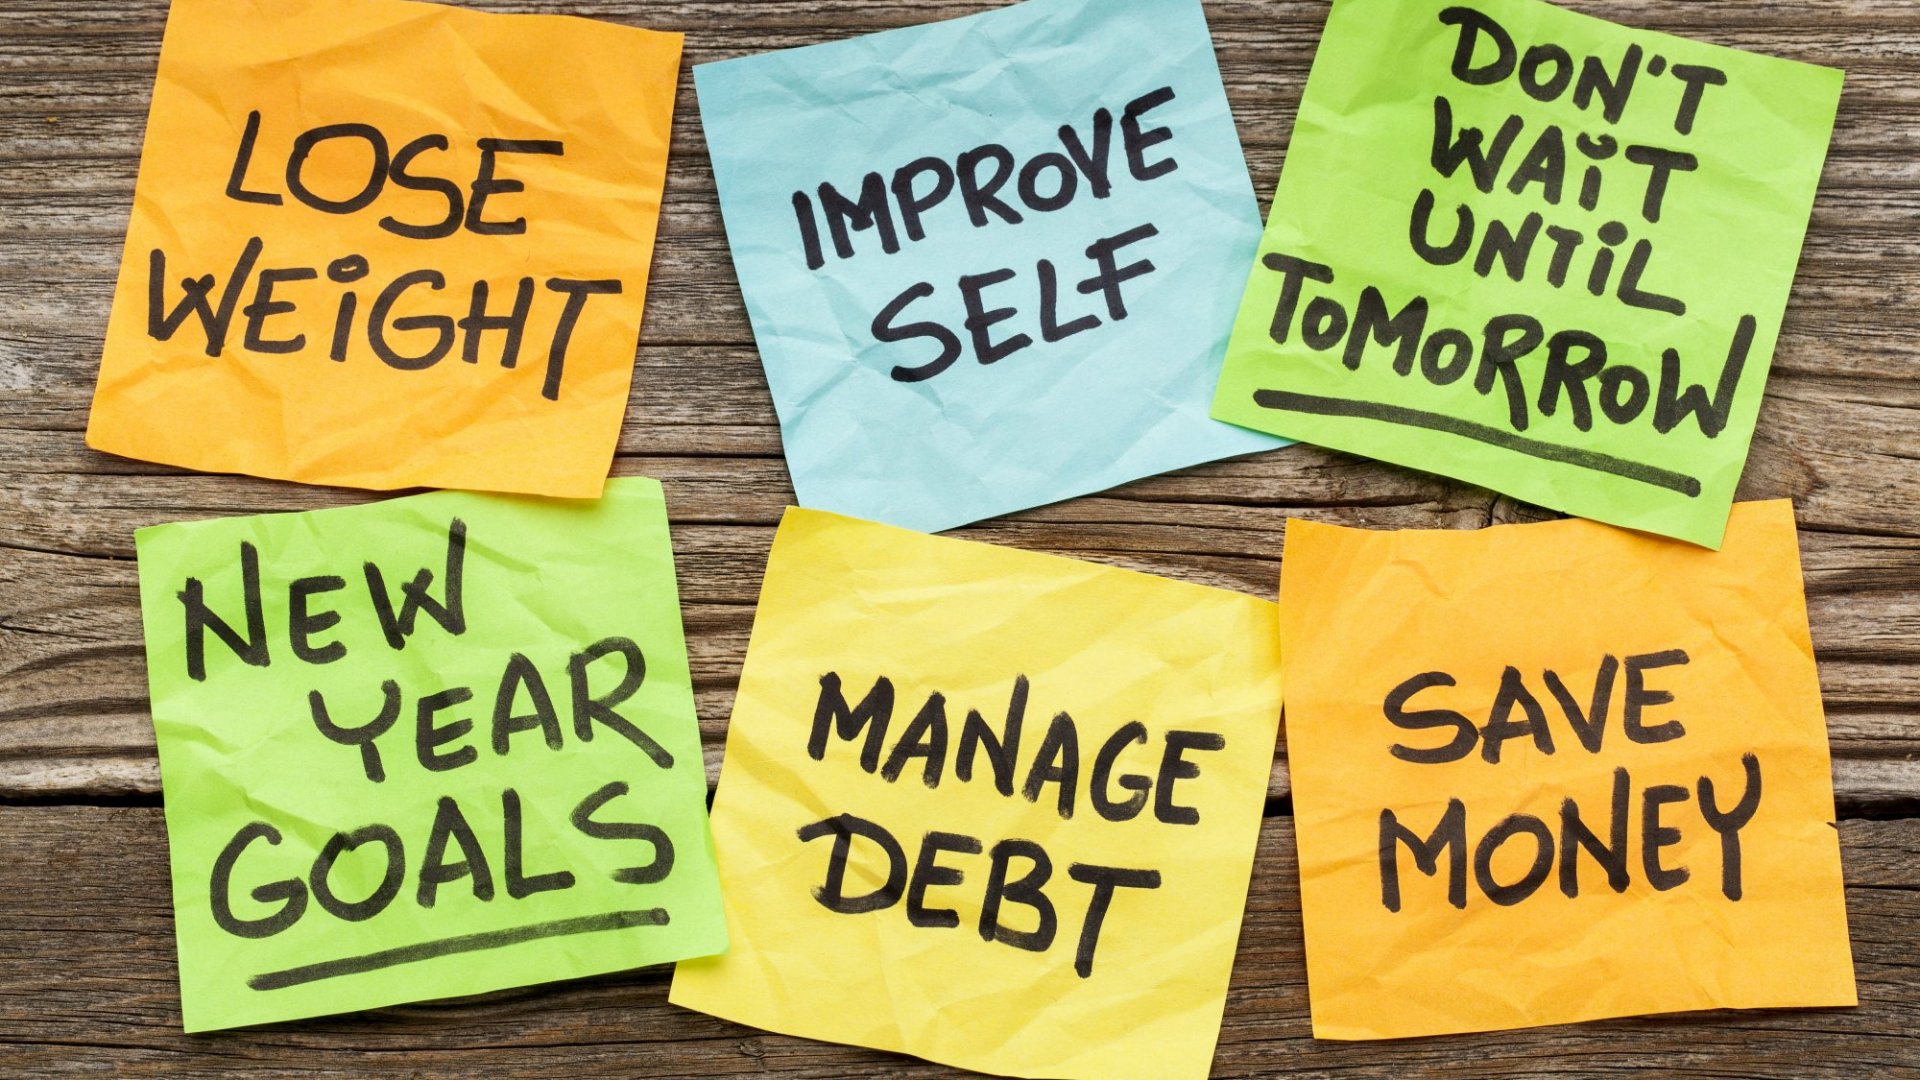 LOSE
WEiGHT
IMPROVE
SELF
DON'T
WAiT
UNTiL
ToMoRRoW
NEW
YEAR
GOALS
MANAGE
DEBT
SAVE
MONEY